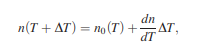 n(T + ΔT) = n₀(T) + dn/dT ΔT,